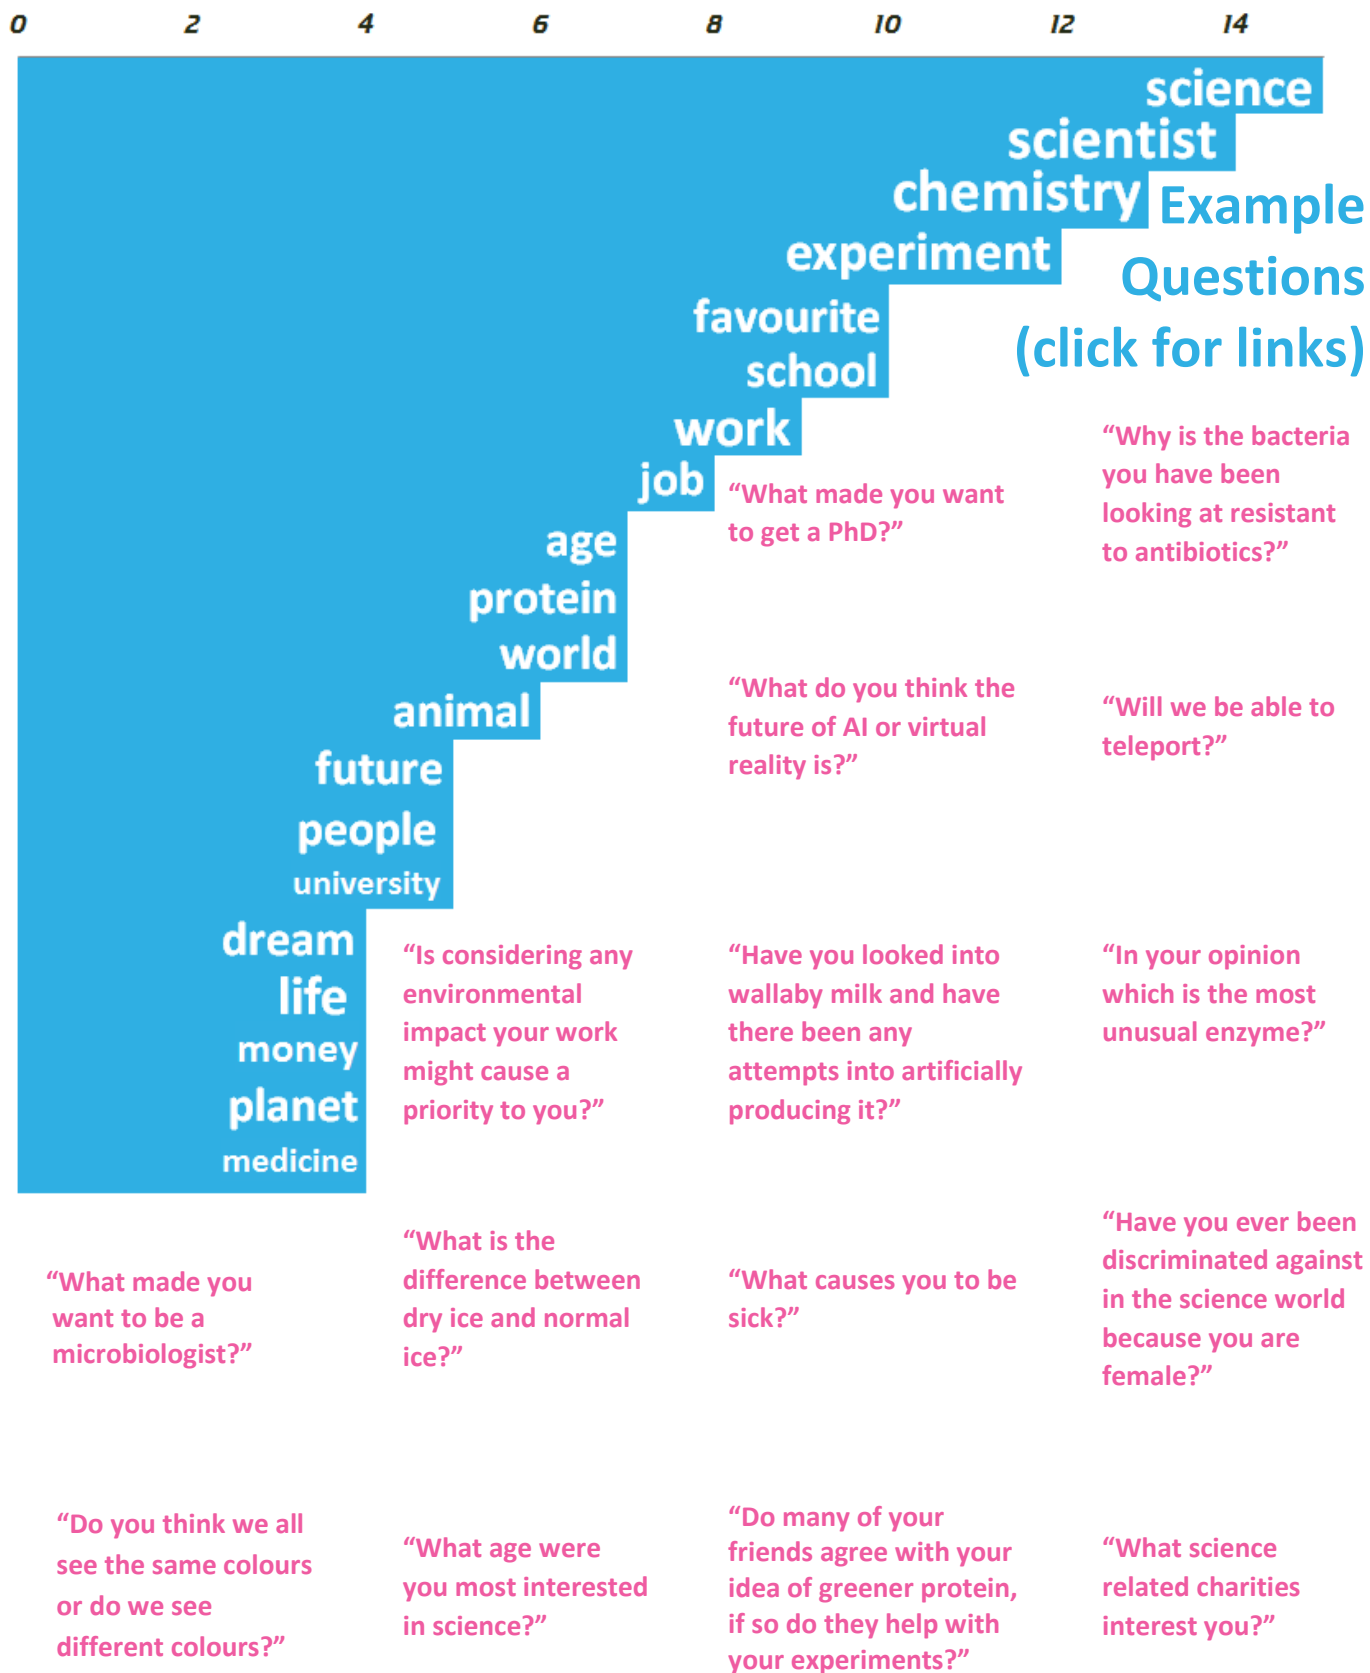 0 2 4 6 8 10 12 14
science
scientist
chemistry
experiment
favourite
school
work
job
age
protein
world
animal
future
people
university
dream
life
money
planet
medicine
Example
Questions
(click for links)
“What made you want
to get a PhD?”
“Why is the bacteria
you have been
looking at resistant
to antibiotics?”
“What do you think the
future of AI or virtual
reality is?”
“Will we be able to
teleport?”
“Is considering any
environmental
impact your work
might cause a
priority to you?”
“Have you looked into
wallaby milk and have
there been any
attempts into artificially
producing it?”
“In your opinion
which is the most
unusual enzyme?”
“What made you
want to be a
microbiologist?”
“What is the
difference between
dry ice and normal
ice?”
“What causes you to be
sick?”
“Have you ever been
discriminated against
in the science world
because you are
female?”
“Do you think we all
see the same colours
or do we see
different colours?”
“What age were
you most interested
in science?”
“Do many of your
friends agree with your
idea of greener protein,
if so do they help with
your experiments?”
“What science
related charities
interest you?”